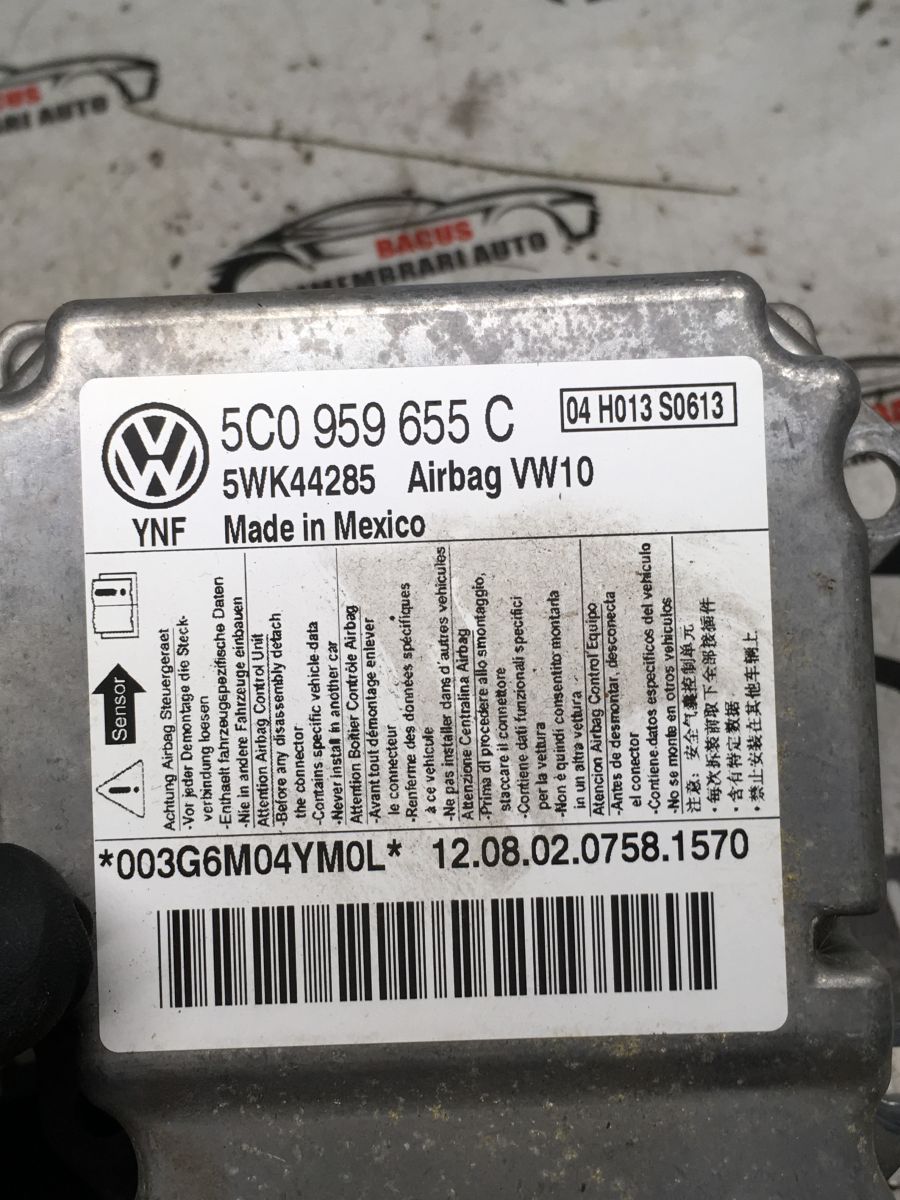 BACUS
MEMBRARI AUTO
5C0 959 655 C
04 H013 S0613
5WK44285 Airbag VW10
YNF Made in Mexico
Sensor
Achtung Airbag Steuergeraet
-Vor jeder Demontage die Steck-
verbindung loesen
-Enthaelt fahrzeugspezifische Daten
-Nie in andere Fahrzeuge einbauen
Attention Airbag Control Unit
-Before any disassembly detach
the connector
-Contains specific vehicle data
-Never install in another car
Attention Boîtier Contrôle Airbag
-Avant tout démontage enlever
le connecteur
-Renferme des données spécifiques
à ce véhicule
-Ne pas installer dans d'autres véhicules
Attenzione Centralina Airbag
-Prima di procedere allo smontaggio,
staccare il connettore
-Contiene dati funzionali specifici
per la vettura
-Non è quindi consentito montarla
in un altra vettura
Atencion Airbag Control Equipo
-Antes de desmontar, desconecta
el conector
-Contiene datos especificos del vehiculo
-No se monte en otros vehiculos
注意: 安全气囊控制单元
·每次拆装前取下全部接插件
·含有特定数据
·禁止安装在其他车辆上
*003G6M04YM0L* 12.08.02.0758.1570